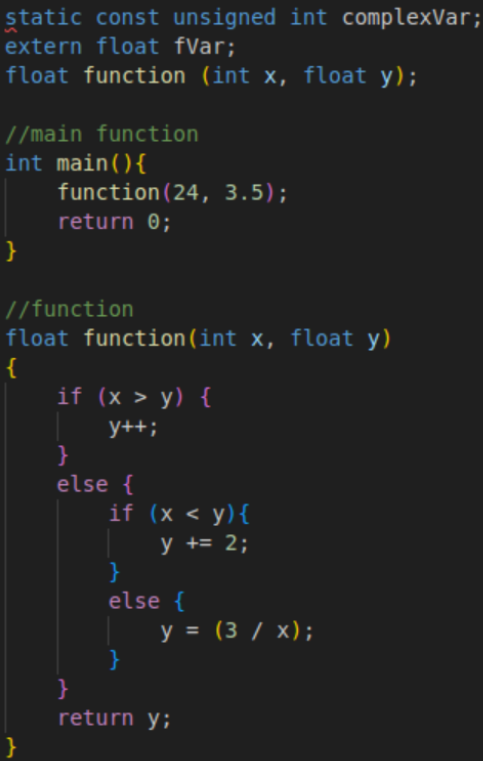 static const unsigned int complexVar;
extern float fVar;
float function (int x, float y);

//main function
int main(){
    function(24, 3.5);
    return 0;
}

//function
float function(int x, float y)
{
    if (x > y) {
        y++;
    }
    else {
        if (x < y){
            y += 2;
        }
        else {
            y = (3 / x);
        }
    }
    return y;
}